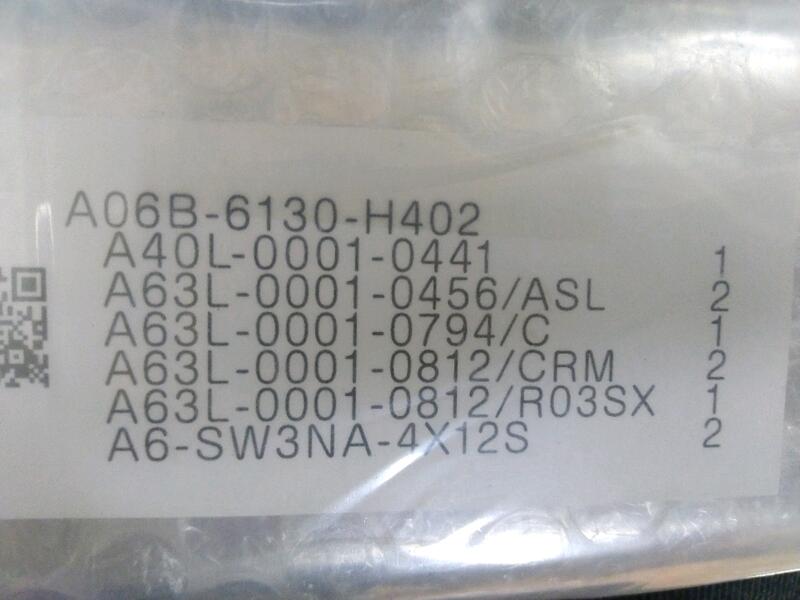 A06B-6130-H402
A40L-0001-0441 1
A63L-0001-0456/ASL 2
A63L-0001-0794/C 1
A63L-0001-0812/CRM 2
A63L-0001-0812/R03SX 1
A6-SW3NA-4X12S 2